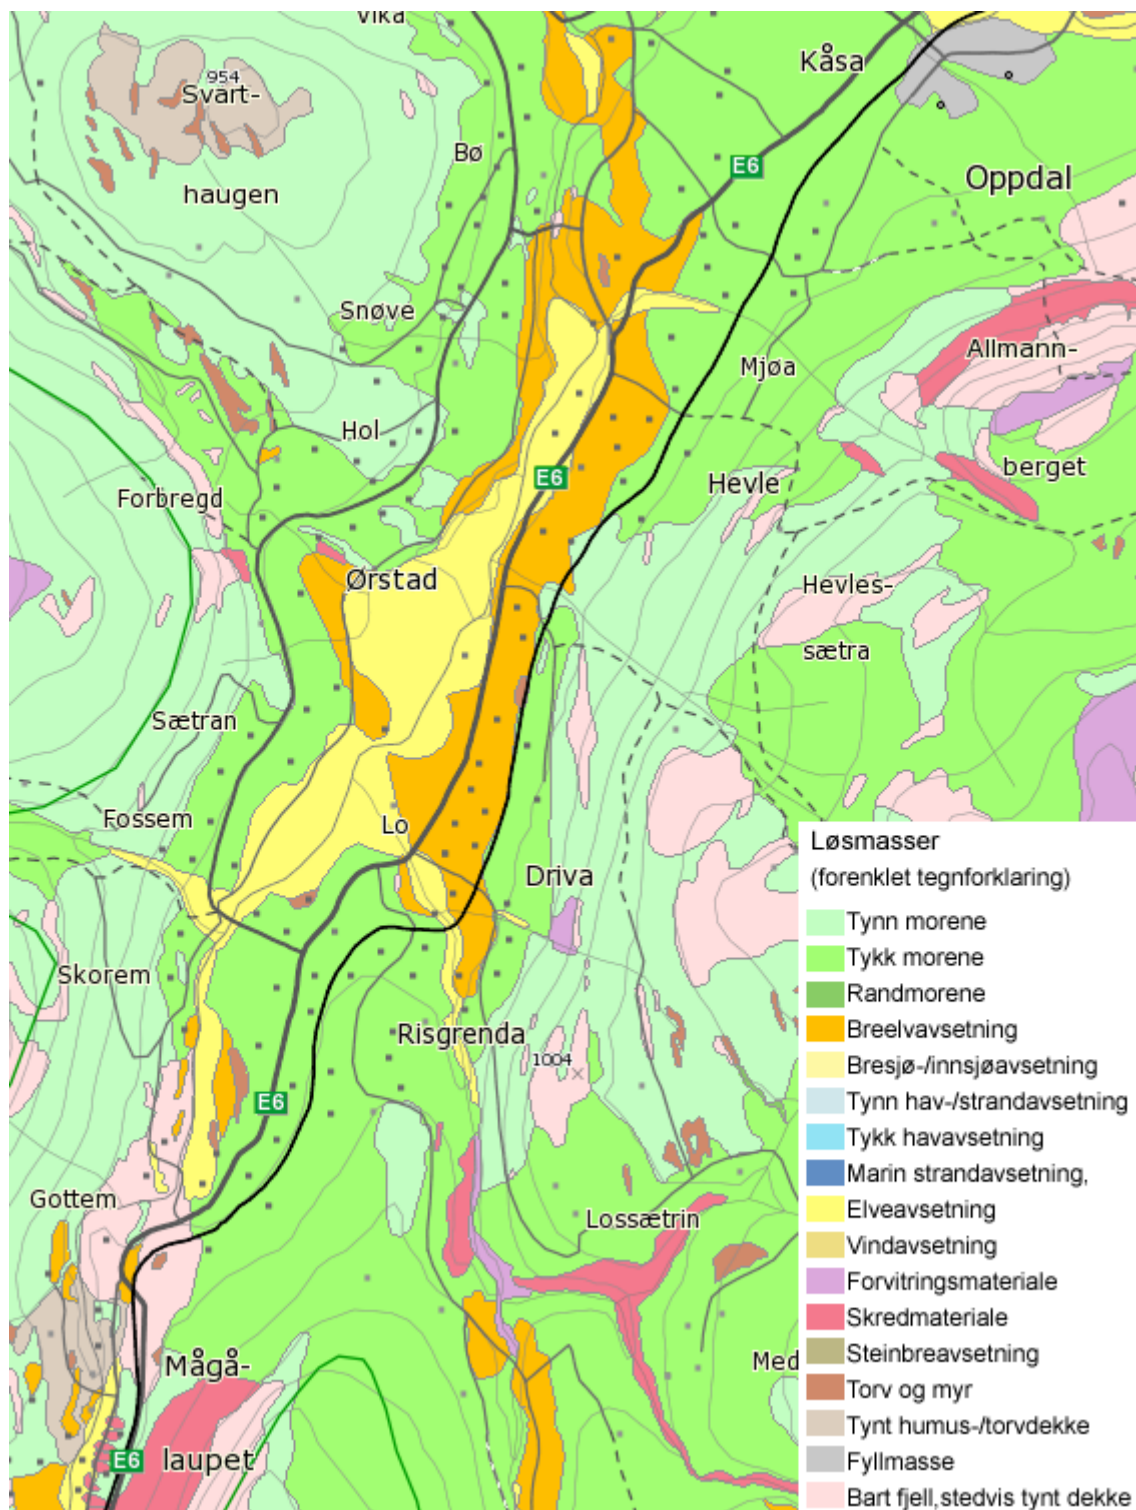 Vika
Kåsa
954
Svart-
haugen
Bø
E6
Oppdal
Snøve
Allmann-
Mjøa
Hol
berget
E6
Hevle
Forbregd
Ørstad
Hevles-
sætra
Sætran
Fossem
Lo
Driva
Skorem
Risgrenda
1004
E6
Gottem
Lossætrin
Mågå-
Med
E6
laupet
Løsmasser
(forenklet tegnforklaring)
Tynn morene
Tykk morene
Randmorene
Breelvavsetning
Bresjø-/innsjøavsetning
Tynn hav-/strandavsetning
Tykk havavsetning
Marin strandavsetning,
Elveavsetning
Vindavsetning
Forvitringsmateriale
Skredmateriale
Steinbreavsetning
Torv og myr
Tynt humus-/torvdekke
Fyllmasse
Bart fjell,stedvis tynt dekke